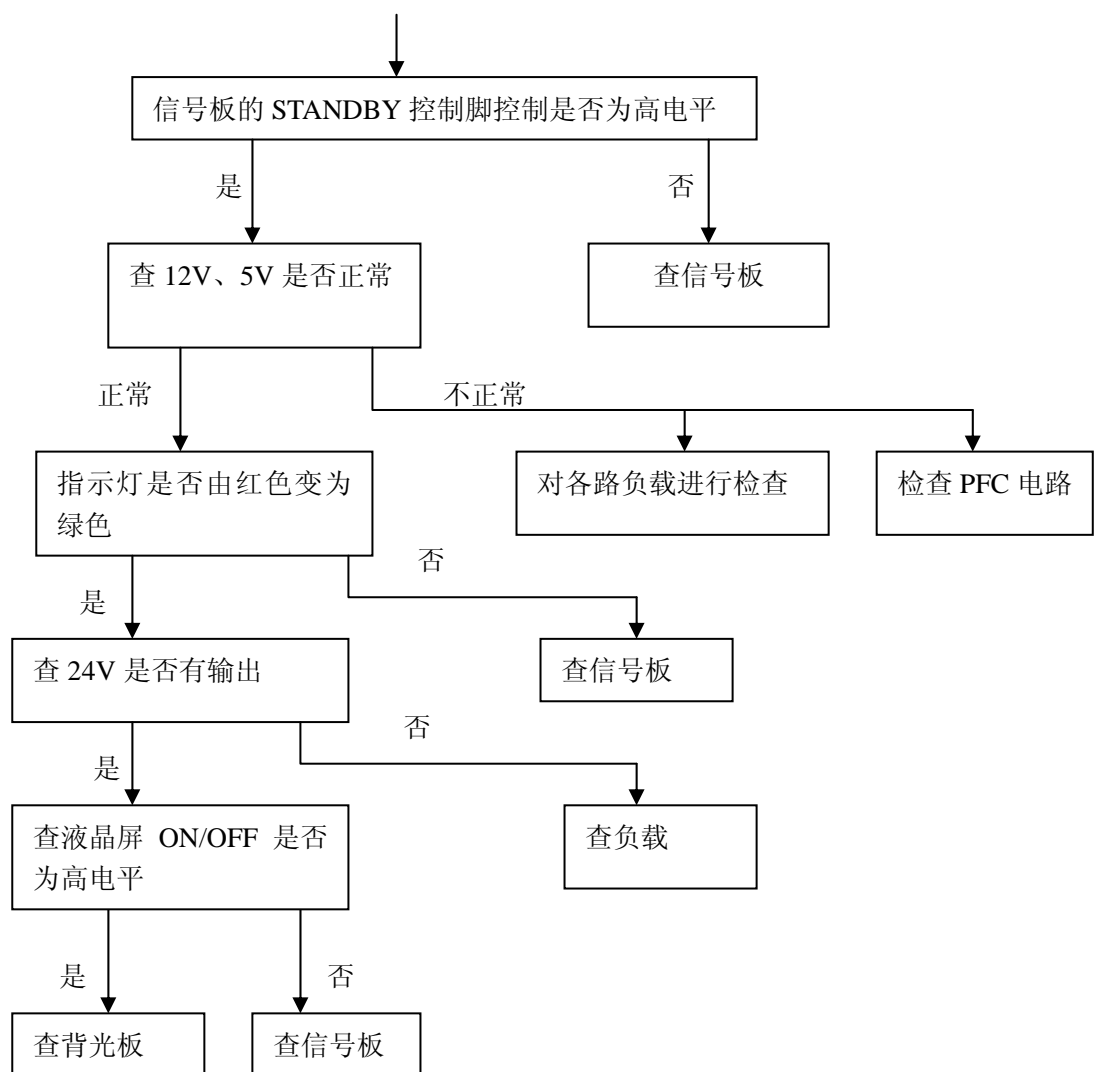 信号板的 STANDBY 控制脚控制是否为高电平
是
否
查 12V、5V 是否正常
查信号板
正常
不正常
指示灯是否由红色变为
绿色
对各路负载进行检查
检查 PFC 电路
否
是
查 24V 是否有输出
查信号板
否
是
查液晶屏 ON/OFF 是否
为高电平
查负载
是
否
查背光板
查信号板